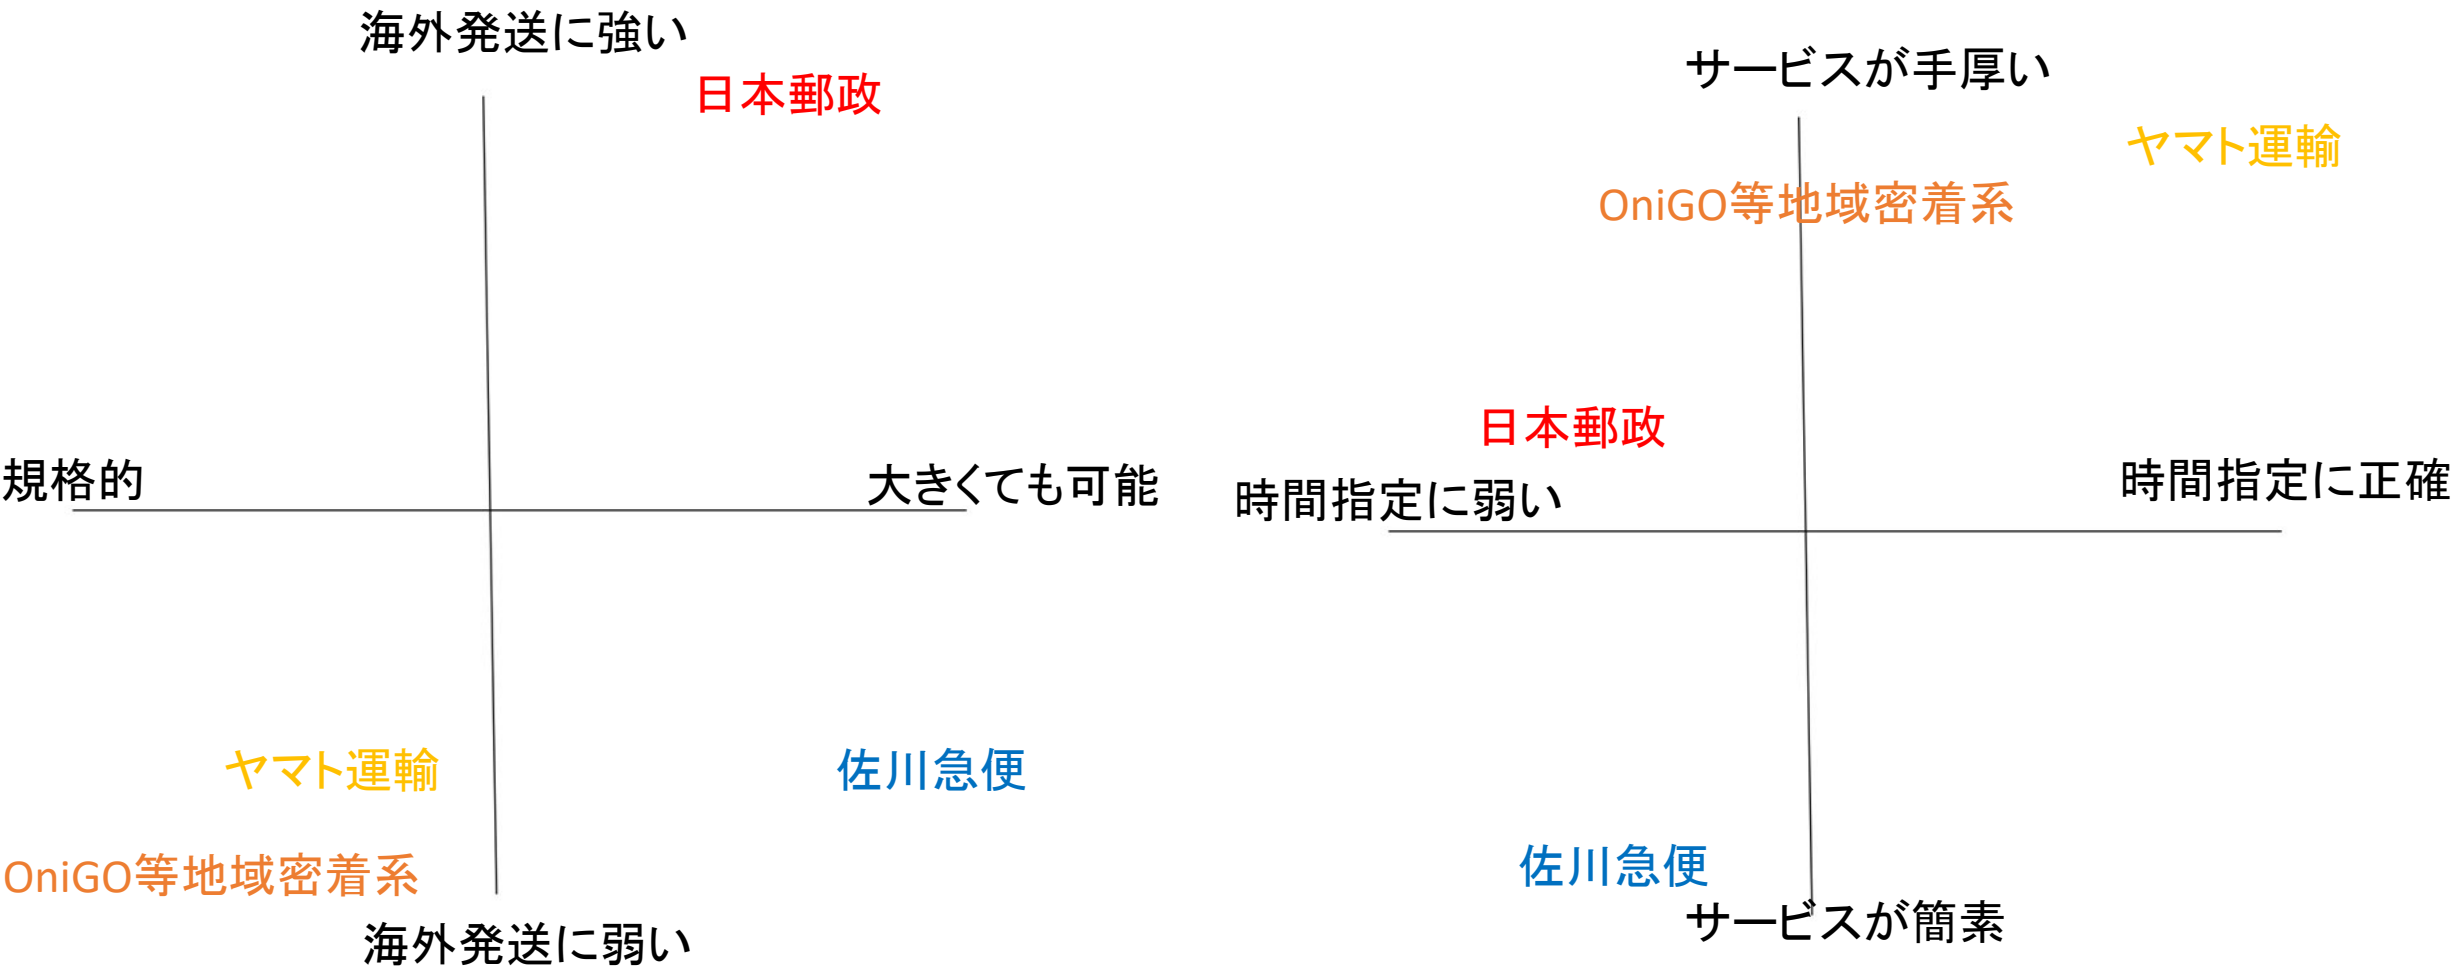 海外発送に強い
日本郵政
規格的
大きくても可能
ヤマト運輸
佐川急便
OniGO等地域密着系
海外発送に弱い
サービスが手厚い
ヤマト運輸
OniGO等地域密着系
日本郵政
時間指定に弱い
時間指定に正確
佐川急便
サービスが簡素